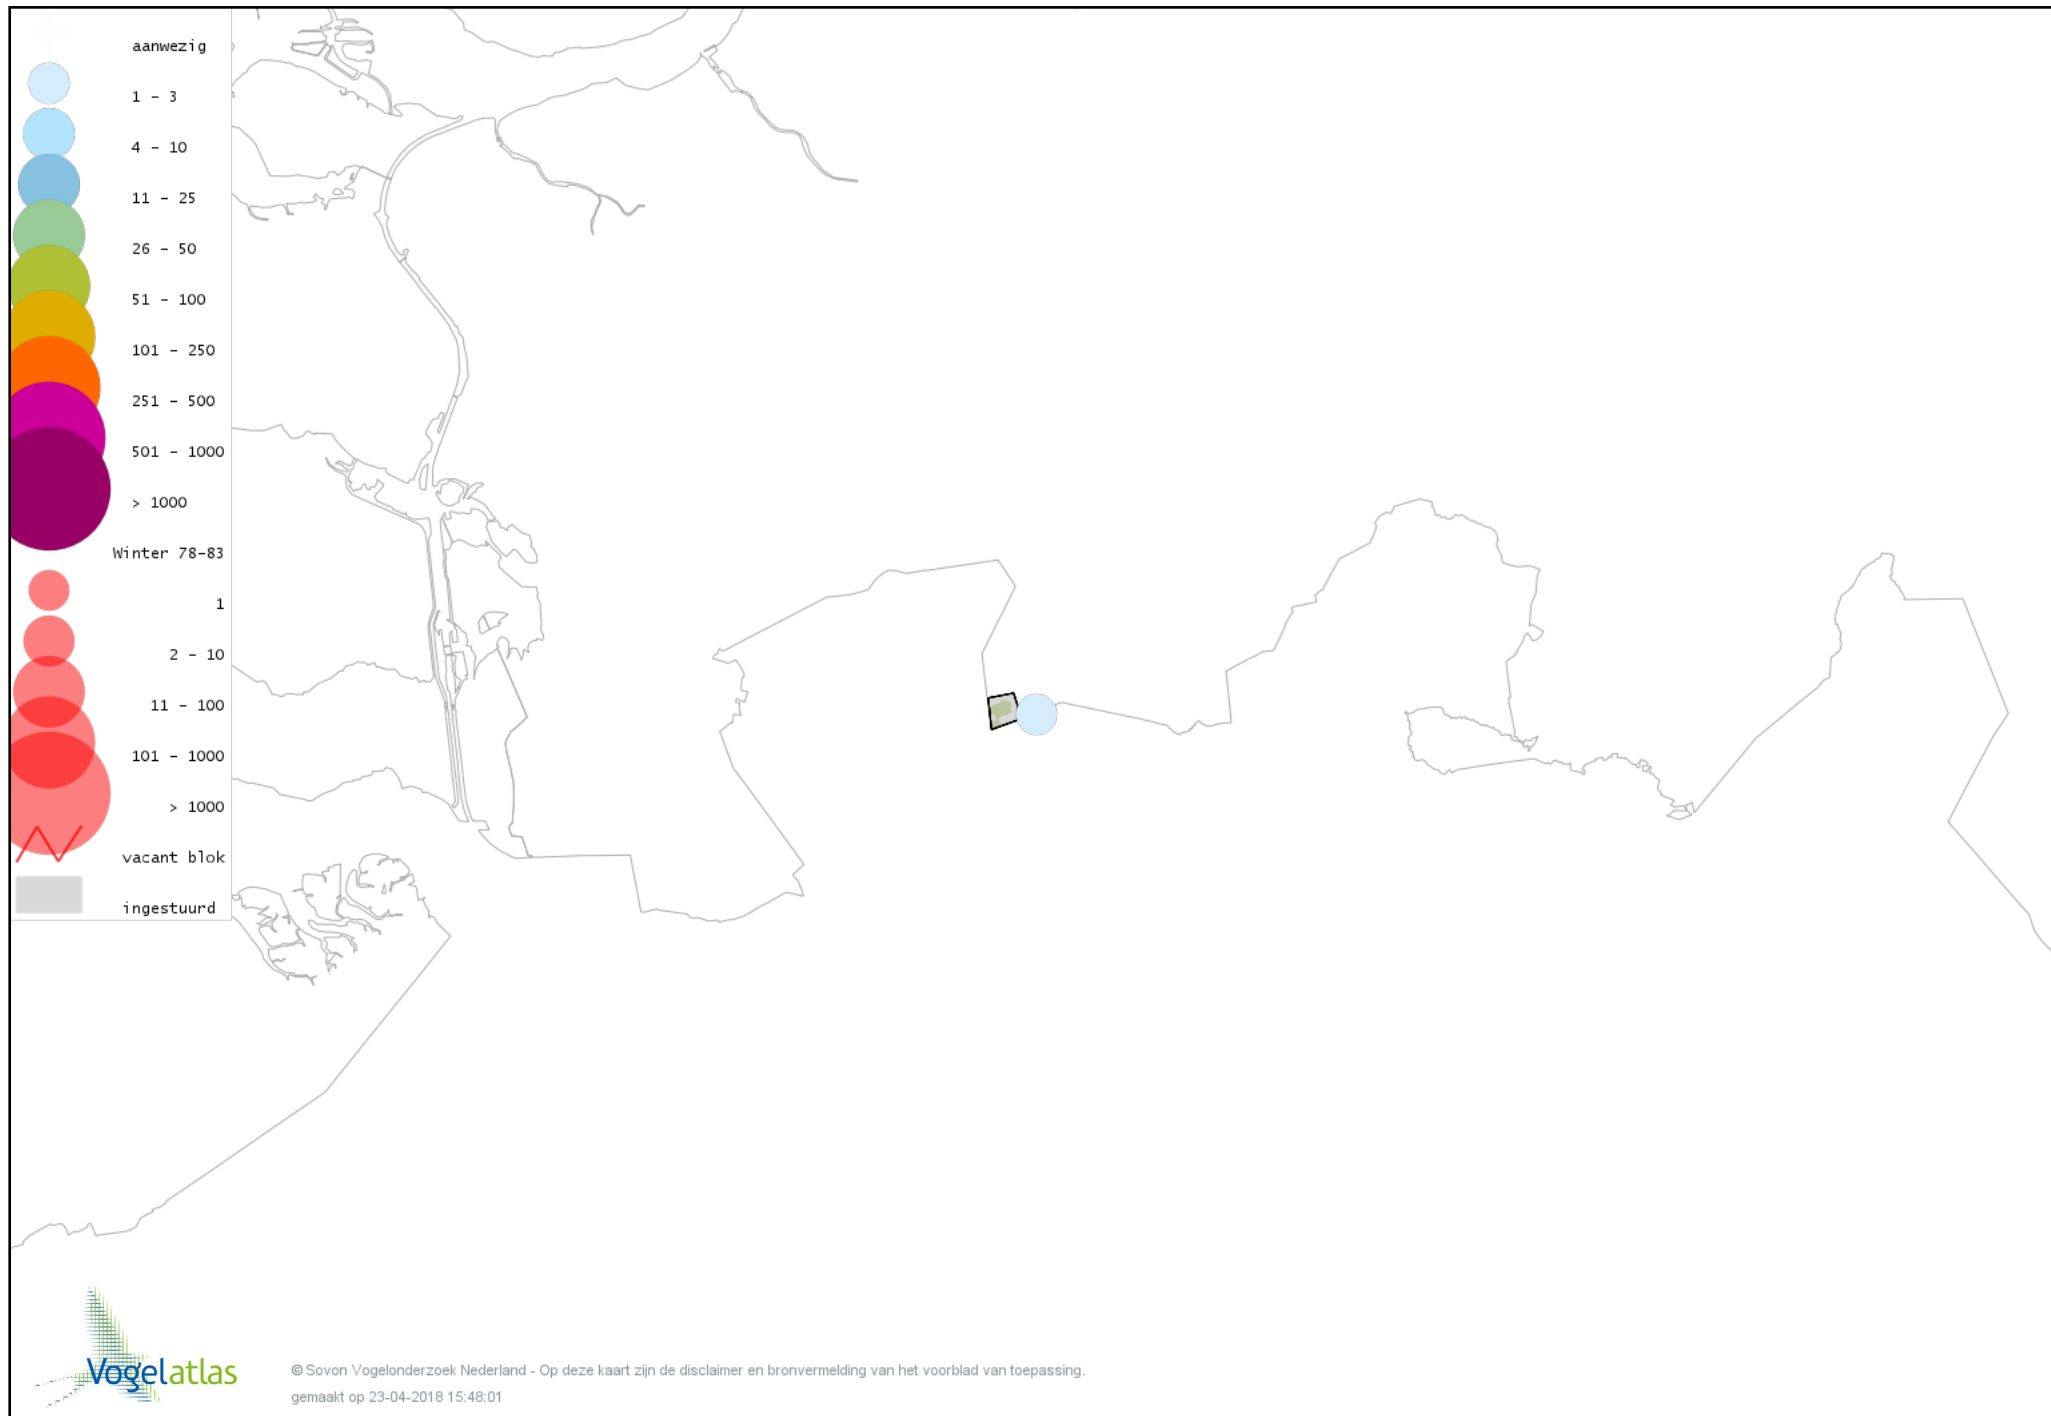 aanwezig
1 - 3
4 - 10
11 - 25
26 - 50
51 - 100
101 - 250
251 - 500
501 - 1000
> 1000
Winter 78-83
1
2 - 10
11 - 100
101 - 1000
> 1000
vacant blok
ingestuurd
Vogelatlas
© Sovon Vogelonderzoek Nederland - Op deze kaart zijn de disclaimer en bronvermelding van het voorblad van toepassing.
gemaakt op 23-04-2018 15:48:01